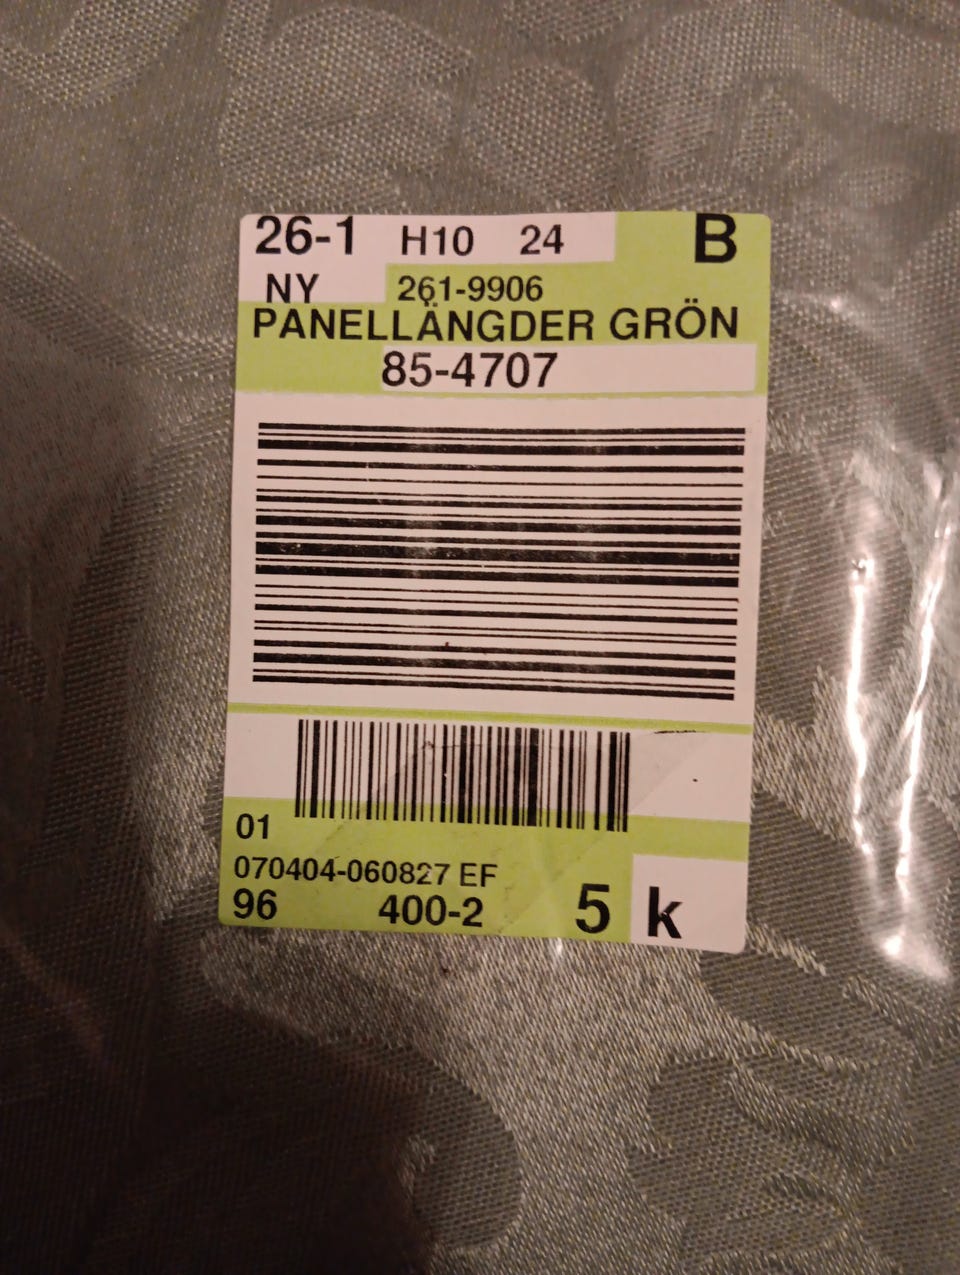 26-1 H10 24 B
NY 261-9906
PANELLÄNGDER GRÖN
85-4707
01
070404-060827 EF
96 400-2 5 k